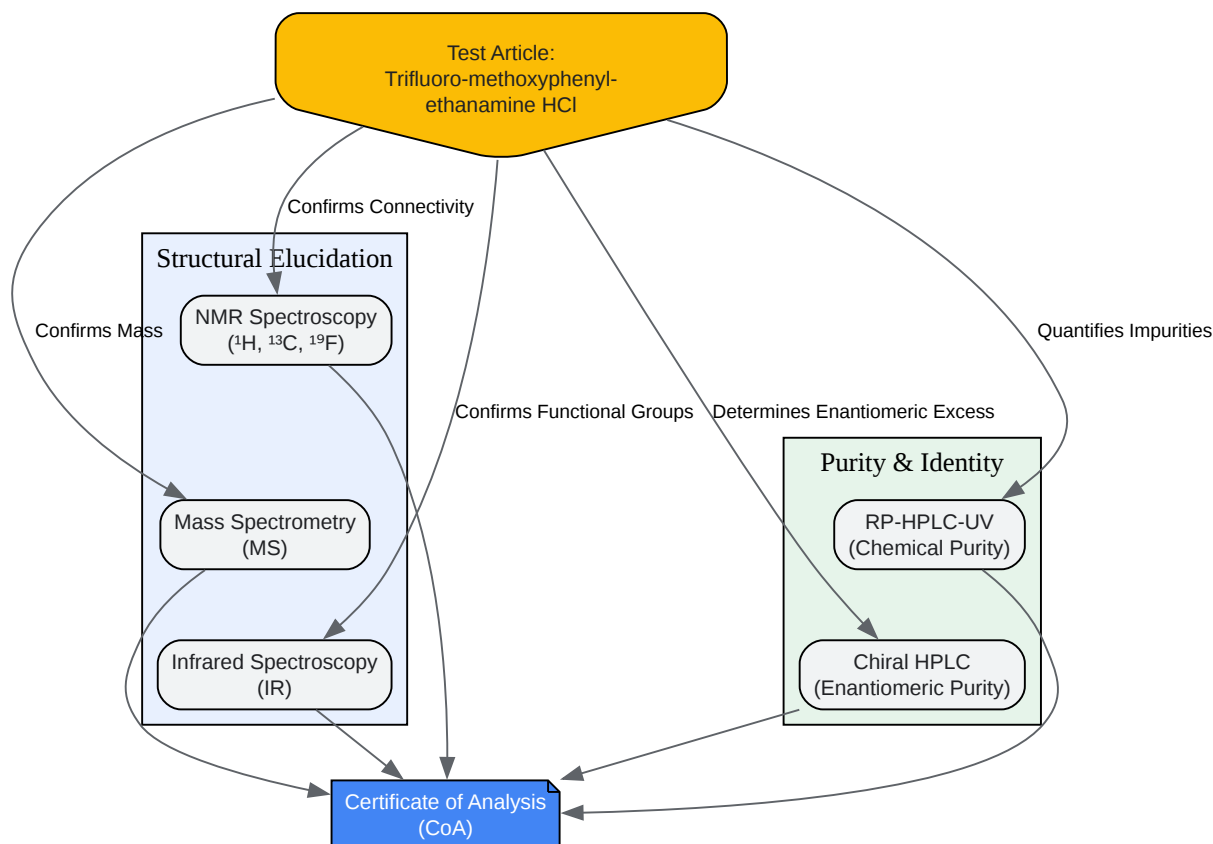 Test Article:
Trifluoro-methoxyphenyl-
ethanamine HCl
Confirms Connectivity
Structural Elucidation
NMR Spectroscopy
(¹H, ¹³C, ¹⁹F)
Confirms Mass
Quantifies Impurities
Confirms Functional Groups
Determines Enantiomeric Excess
Purity & Identity
Mass Spectrometry
(MS)
RP-HPLC-UV
(Chemical Purity)
Infrared Spectroscopy
(IR)
Chiral HPLC
(Enantiomeric Purity)
Certificate of Analysis
(CoA)